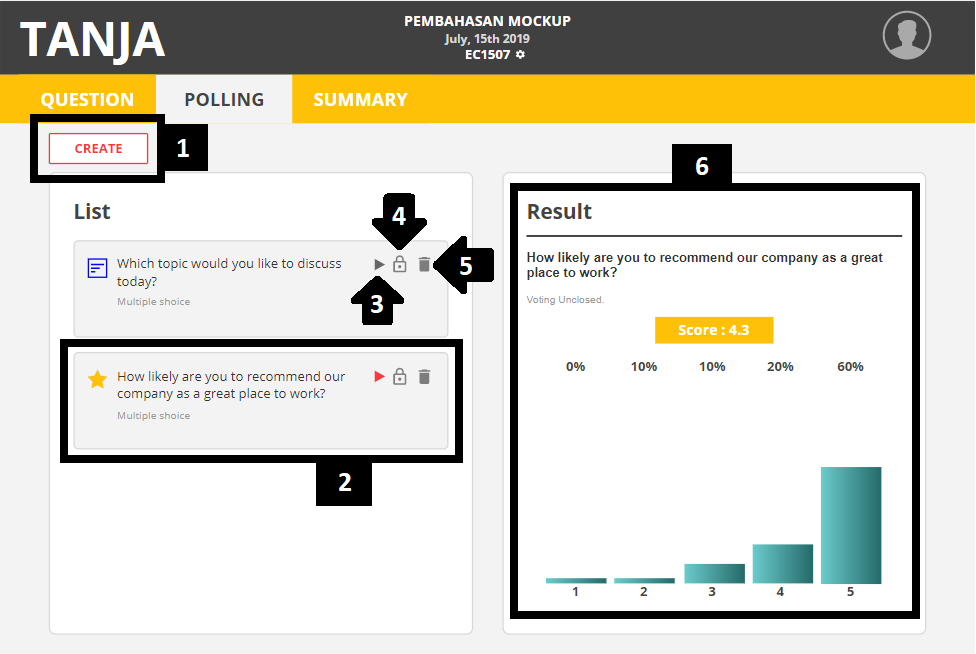 TANJA
PEMBAHASAN MOCKUP
July, 15th 2019
EC1507
QUESTION
POLLING
SUMMARY
CREATE
1
List
4
Which topic would you like to discuss
today?
Multiple shoice
5
3
How likely are you to recommend our
company as a great place to work?
Multiple shoice
2
6
Result
How likely are you to recommend our company as a great
place to work?
Voting Unclosed.
Score : 4.3
0% 10% 10% 20% 60%
1 2 3 4 5